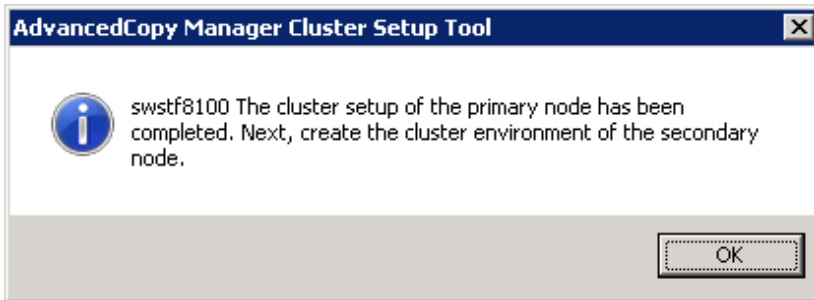 AdvancedCopy Manager Cluster Setup Tool
swstf8100 The cluster setup of the primary node has been
completed. Next, create the cluster environment of the secondary
node.
OK